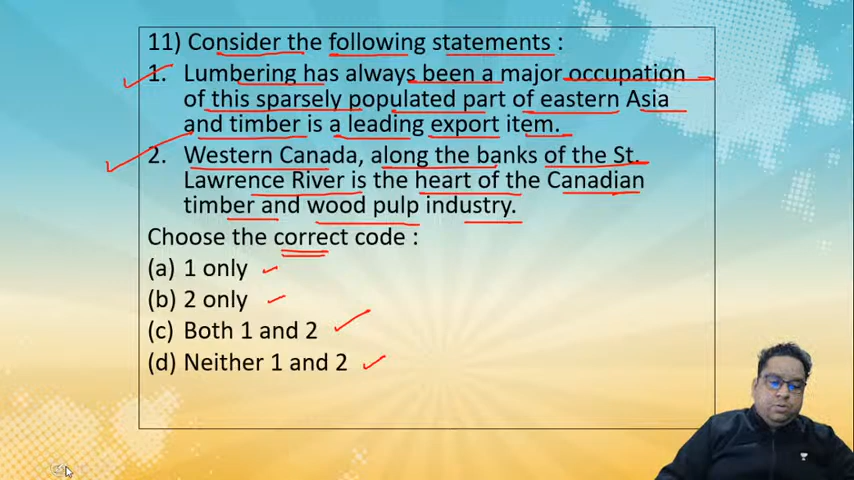 11) Consider the following statements :
1. Lumbering has always been a major occupation
of this sparsely populated part of eastern Asia
and timber is a leading export item.
2. Western Canada, along the banks of the St.
Lawrence River is the heart of the Canadian
timber and wood pulp industry.
Choose the correct code :
(a) 1 only
(b) 2 only
(c) Both 1 and 2
(d) Neither 1 and 2